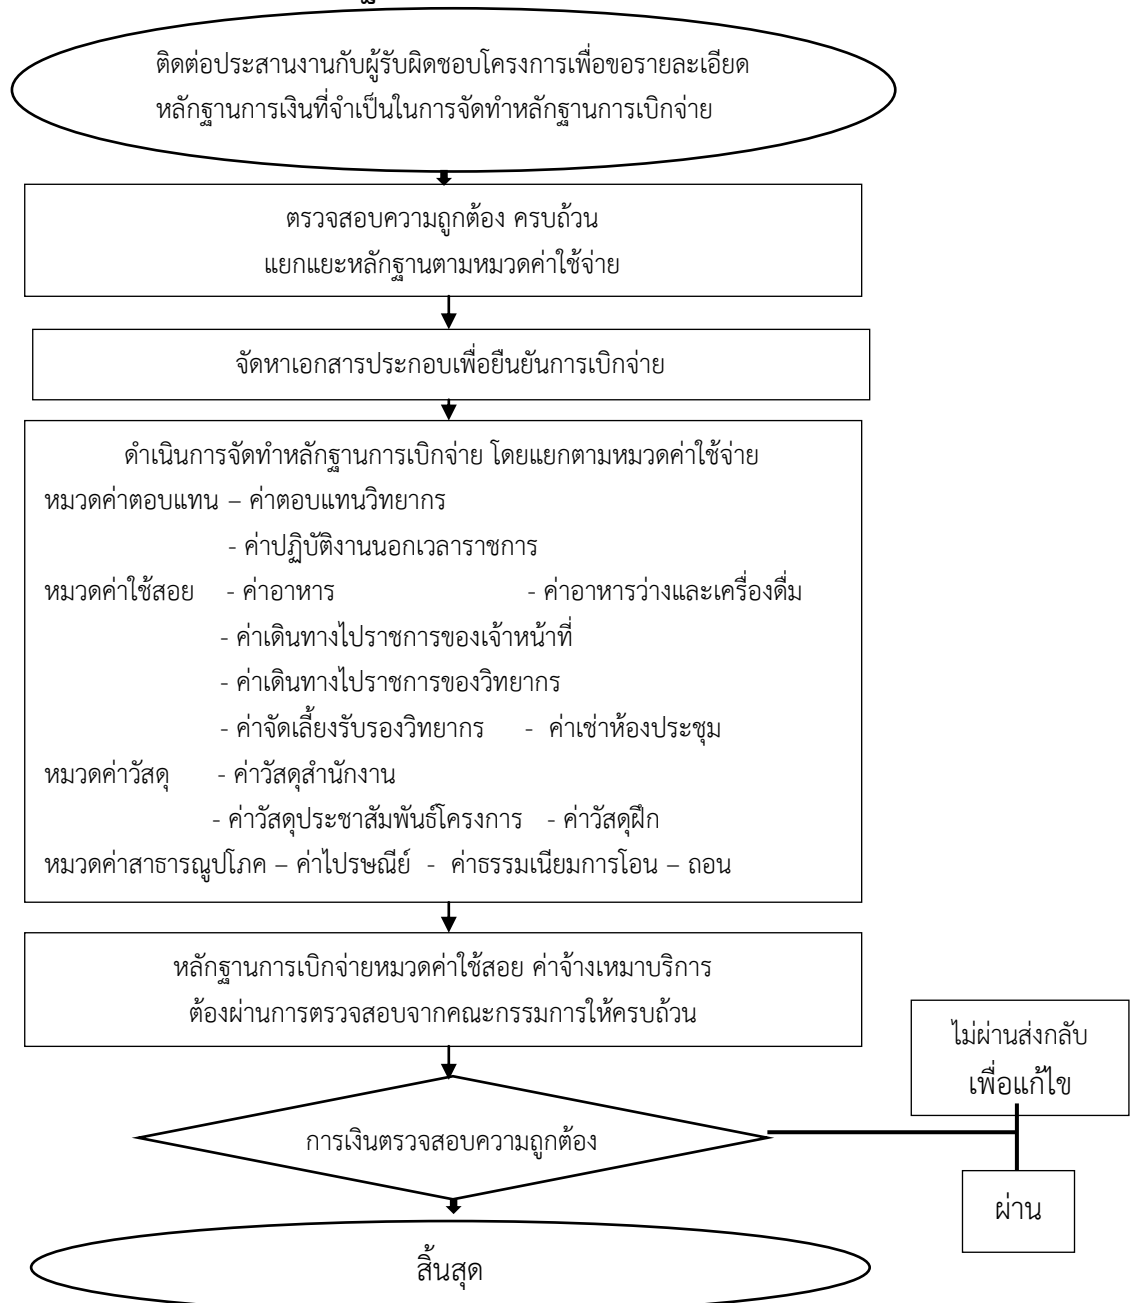 ติดต่อประสานงานกับผู้รับผิดชอบโครงการเพื่อขอรายละเอียด
หลักฐานการเงินที่จำเป็นในการจัดทำหลักฐานการเบิกจ่าย
ตรวจสอบความถูกต้อง ครบถ้วน
แยกแยะหลักฐานตามหมวดค่าใช้จ่าย
จัดหาเอกสารประกอบเพื่อยืนยันการเบิกจ่าย
ดำเนินการจัดทำหลักฐานการเบิกจ่าย โดยแยกตามหมวดค่าใช้จ่าย
หมวดค่าตอบแทน – ค่าตอบแทนวิทยากร
- ค่าปฏิบัติงานนอกเวลาราชการ
หมวดค่าใช้สอย - ค่าอาหาร - ค่าอาหารว่างและเครื่องดื่ม
- ค่าเดินทางไปราชการของเจ้าหน้าที่
- ค่าเดินทางไปราชการของวิทยากร
- ค่าจัดเลี้ยงรับรองวิทยากร - ค่าเช่าห้องประชุม
หมวดค่าวัสดุ - ค่าวัสดุสำนักงาน
- ค่าวัสดุประชาสัมพันธ์โครงการ - ค่าวัสดุฝึก
หมวดค่าสาธารณูปโภค – ค่าไปรษณีย์ - ค่าธรรมเนียมการโอน – ถอน
หลักฐานการเบิกจ่ายหมวดค่าใช้สอย ค่าจ้างเหมาบริการ
ต้องผ่านการตรวจสอบจากคณะกรรมการให้ครบถ้วน
ไม่ผ่านส่งกลับ
เพื่อแก้ไข
การเงินตรวจสอบความถูกต้อง
ผ่าน
สิ้นสุด